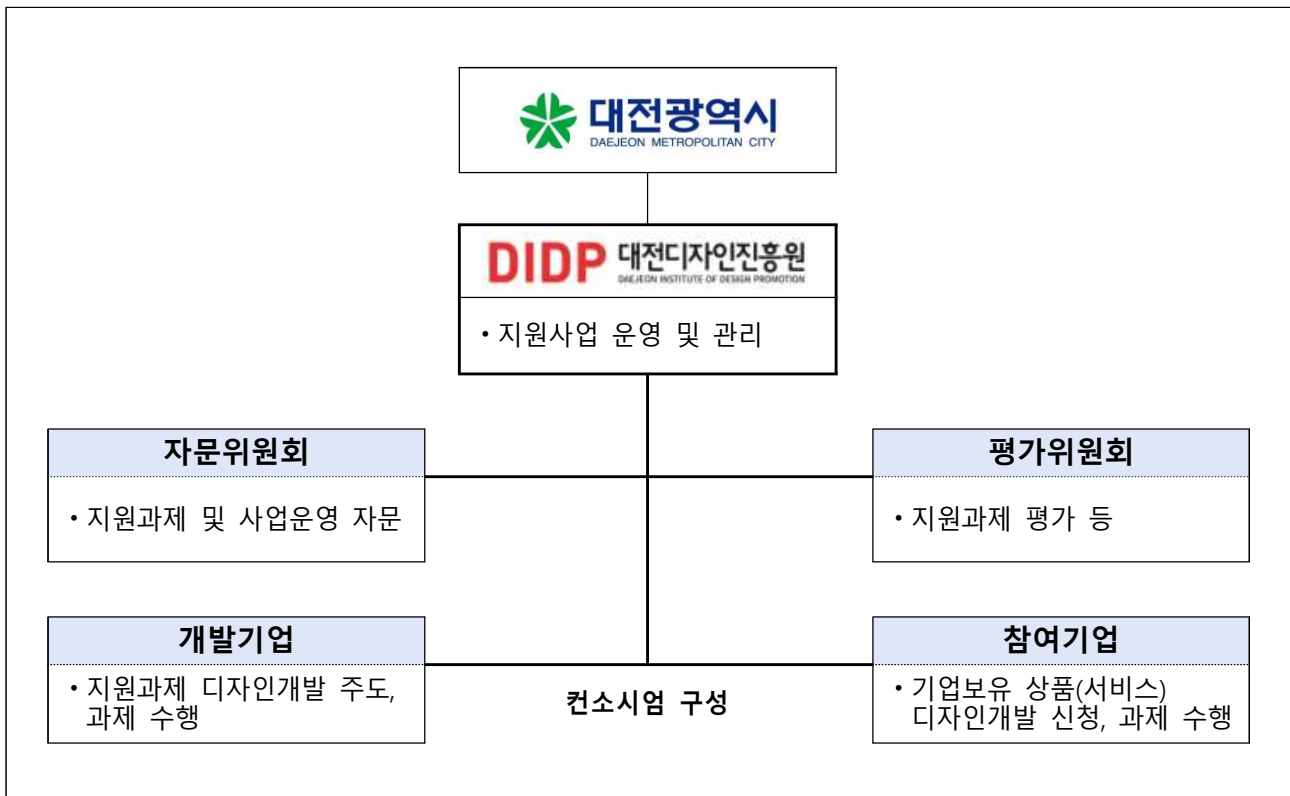 대전광역시
DAEJEON METROPOLITAN CITY
DIDP 대전디자인진흥원
DAEJEON INSTITUTE OF DESIGN PROMOTION
• 지원사업 운영 및 관리
자문위원회
• 지원과제 및 사업운영 자문
평가위원회
• 지원과제 평가 등
개발기업
• 지원과제 디자인개발 주도,
과제 수행
컨소시엄 구성
참여기업
• 기업보유 상품(서비스)
디자인개발 신청, 과제 수행